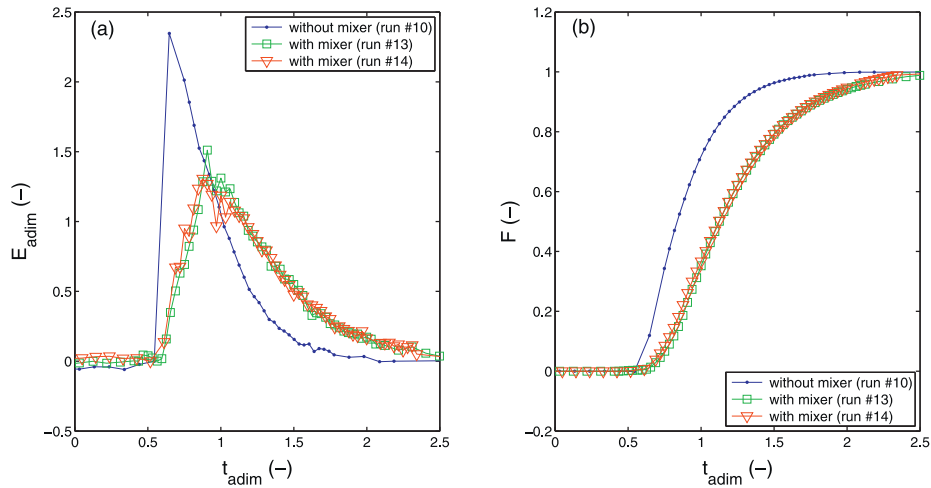 (a)
without mixer (run #10)
with mixer (run #13)
with mixer (run #14)
2.5
2
1.5
1
0.5
0
−0.5
E_adim (−)
0
0.5
1
1.5
2
2.5
t_adim (−)
(b)
1.2
1
0.8
0.6
0.4
0.2
0
−0.2
F (−)
without mixer (run #10)
with mixer (run #13)
with mixer (run #14)
0
0.5
1
1.5
2
2.5
t_adim (−)